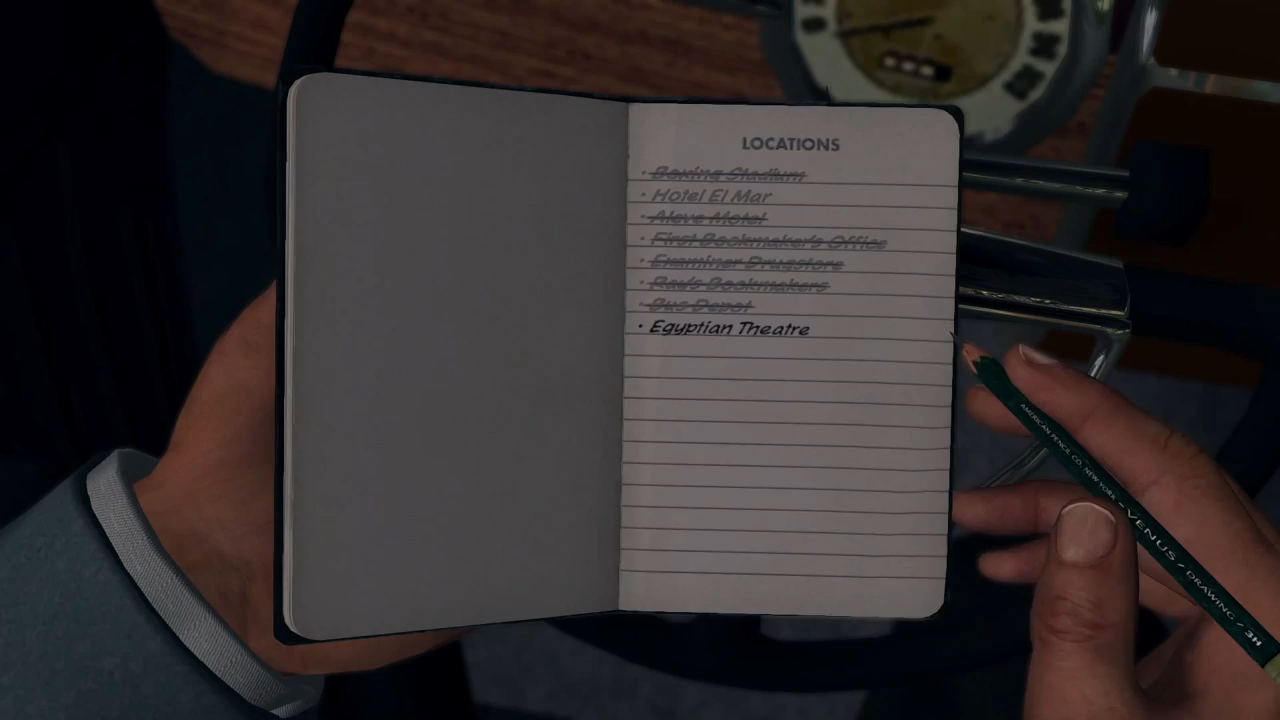 LOCATIONS
· Boxing Stadium
· Hotel El Mar
· Aleve Motel
· First Bookmaker's Office
· Examiner Drugstore
· Ray's Bookmakers
· Bus Depot
· Egyptian Theatre
AMERICAN PENCIL CO. NEW YORK - VENUS / DRAWING / 3H